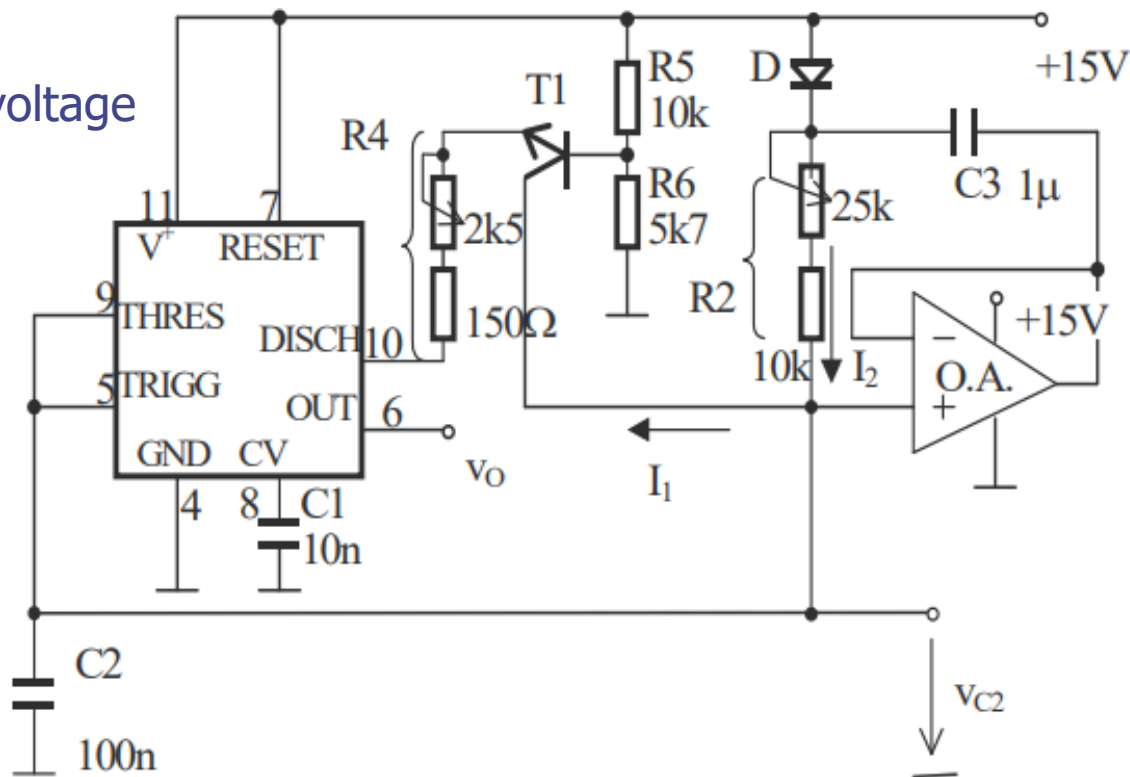 voltage
+15V
D
T1
R5
10k
R4
R6
5k7
C3 1μ
25k
2k5
150Ω
R2
10k
I₂
+15V
O.A.
−
+
11
7
V⁺
RESET
9
THRES
DISCH
10
5
TRIGG
OUT
6
GND
CV
4
8
C1
10n
vO
I₁
C2
100n
vC2